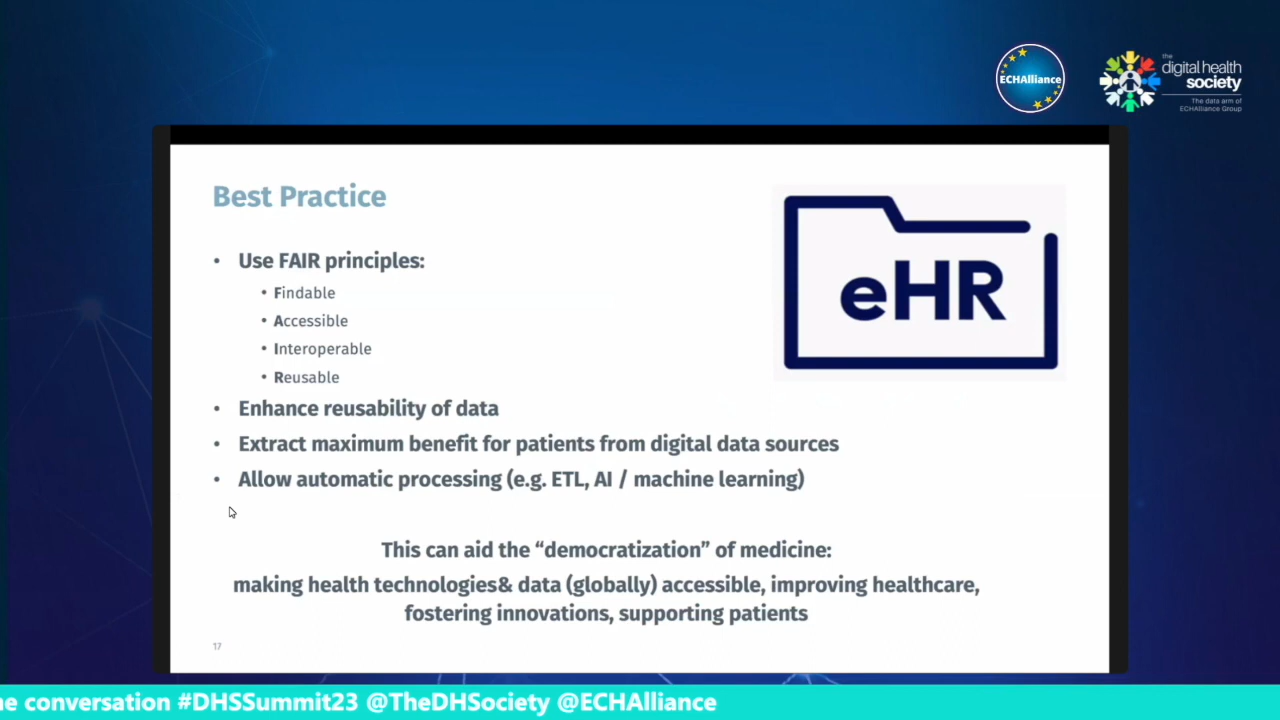 ECHAlliance
the
digital health
society
The data arm of
ECHAlliance Group
Best Practice
• Use FAIR principles:
• Findable
• Accessible
• Interoperable
• Reusable
eHR
• Enhance reusability of data
• Extract maximum benefit for patients from digital data sources
• Allow automatic processing (e.g. ETL, AI / machine learning)
This can aid the “democratization” of medicine:
making health technologies& data (globally) accessible, improving healthcare,
fostering innovations, supporting patients
17
e conversation #DHSSummit23 @TheDHSociety @ECHAlliance